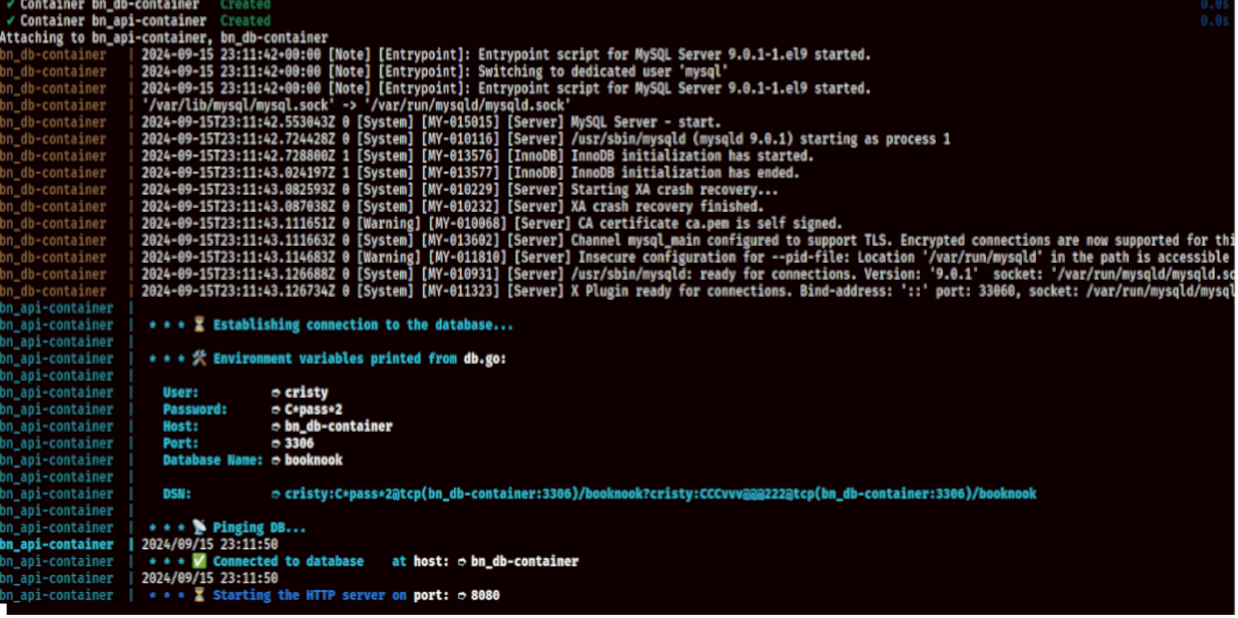 ✓ Container bn_db-container Created 0.0s
✓ Container bn_api-container Created 0.0s
Attaching to bn_api-container, bn_db-container
bn_db-container | 2024-09-15 23:11:42+00:00 [Note] [Entrypoint]: Entrypoint script for MySQL Server 9.0.1-1.el9 started.
bn_db-container | 2024-09-15 23:11:42+00:00 [Note] [Entrypoint]: Switching to dedicated user 'mysql'
bn_db-container | 2024-09-15 23:11:42+00:00 [Note] [Entrypoint]: Entrypoint script for MySQL Server 9.0.1-1.el9 started.
bn_db-container | '/var/lib/mysql/mysql.sock' -> '/var/run/mysqld/mysqld.sock'
bn_db-container | 2024-09-15T23:11:42.553043Z 0 [System] [MY-015015] [Server] MySQL Server - start.
bn_db-container | 2024-09-15T23:11:42.724428Z 0 [System] [MY-010116] [Server] /usr/sbin/mysqld (mysqld 9.0.1) starting as process 1
bn_db-container | 2024-09-15T23:11:42.728800Z 1 [System] [MY-013576] [InnoDB] InnoDB initialization has started.
bn_db-container | 2024-09-15T23:11:43.024197Z 1 [System] [MY-013577] [InnoDB] InnoDB initialization has ended.
bn_db-container | 2024-09-15T23:11:43.082593Z 0 [System] [MY-010229] [Server] Starting XA crash recovery...
bn_db-container | 2024-09-15T23:11:43.087038Z 0 [System] [MY-010232] [Server] XA crash recovery finished.
bn_db-container | 2024-09-15T23:11:43.111651Z 0 [Warning] [MY-010068] [Server] CA certificate ca.pem is self signed.
bn_db-container | 2024-09-15T23:11:43.111663Z 0 [System] [MY-013602] [Server] Channel mysql_main configured to support TLS. Encrypted connections are now supported for thi
bn_db-container | 2024-09-15T23:11:43.114683Z 0 [Warning] [MY-011810] [Server] Insecure configuration for --pid-file: Location '/var/run/mysqld' in the path is accessible
bn_db-container | 2024-09-15T23:11:43.126688Z 0 [System] [MY-010931] [Server] /usr/sbin/mysqld: ready for connections. Version: '9.0.1' socket: '/var/run/mysqld/mysqld.so
bn_db-container | 2024-09-15T23:11:43.126734Z 0 [System] [MY-011323] [Server] X Plugin ready for connections. Bind-address: '::' port: 33060, socket: /var/run/mysqld/mysql
bn_api-container |
bn_api-container | * * * ⏳ Establishing connection to the database...
bn_api-container |
bn_api-container | * * * 🛠 Environment variables printed from db.go:
bn_api-container |
bn_api-container | User: ➮ cristy
bn_api-container | Password: ➮ C*pass*2
bn_api-container | Host: ➮ bn_db-container
bn_api-container | Port: ➮ 3306
bn_api-container | Database Name: ➮ booknook
bn_api-container |
bn_api-container | DSN: ➮ cristy:C*pass*2@tcp(bn_db-container:3306)/booknook?cristy:CCCvvv@@@222@tcp(bn_db-container:3306)/booknook
bn_api-container |
bn_api-container | * * * 📡 Pinging DB...
bn_api-container | 2024/09/15 23:11:50
bn_api-container | * * * ✅ Connected to database at host: ➮ bn_db-container
bn_api-container | 2024/09/15 23:11:50
bn_api-container | * * * ⏳ Starting the HTTP server on port: ➮ 8080